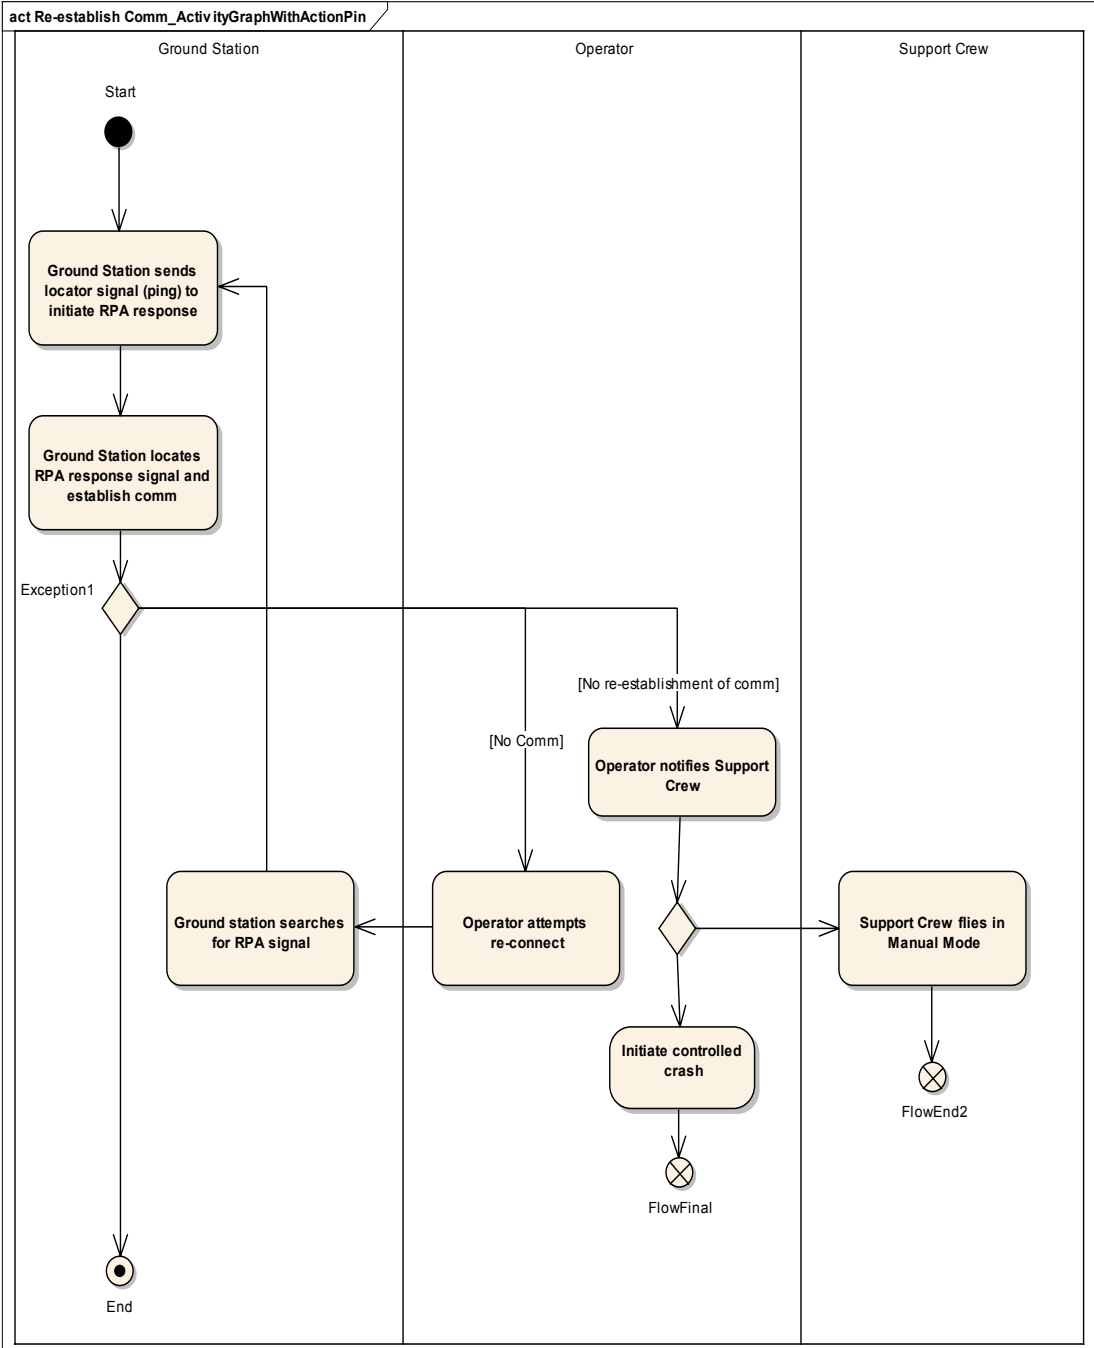 act Re-establish Comm_ActivityGraphWithActionPin
Ground Station
Operator
Support Crew
Start
Ground Station sends
locator signal (ping) to
initiate RPA response
Ground Station locates
RPA response signal and
establish comm
Exception1
[No re-establishment of comm]
[No Comm]
Operator notifies Support
Crew
Ground station searches
for RPA signal
Operator attempts
re-connect
Support Crew flies in
Manual Mode
Initiate controlled
crash
FlowEnd2
FlowFinal
End